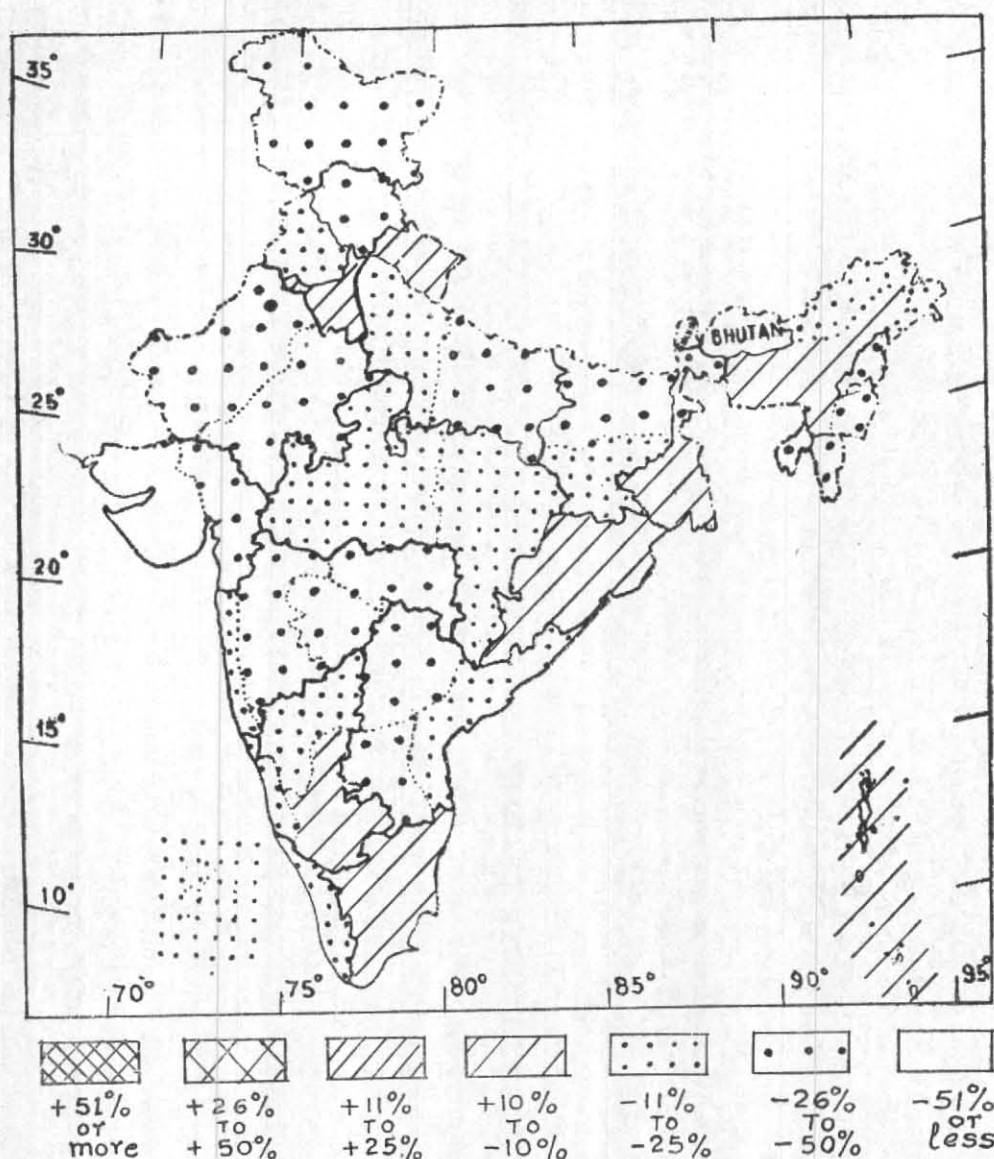 35°
30°
25°
20°
15°
10°
BHUTAN
70°
75°
80°
85°
90°
95°
+51%
or
more
+26%
TO
+50%
+11%
TO
+25%
+10%
TO
-10%
-11%
TO
-25%
-26%
TO
-50%
-51%
or
less